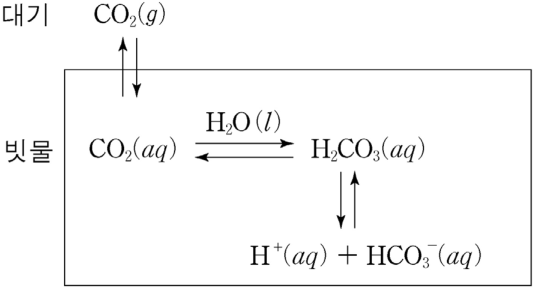 대기 CO₂(g)
H₂O(l)
빗물 CO₂(aq) H₂CO₃(aq)
H⁺(aq) + HCO₃⁻(aq)